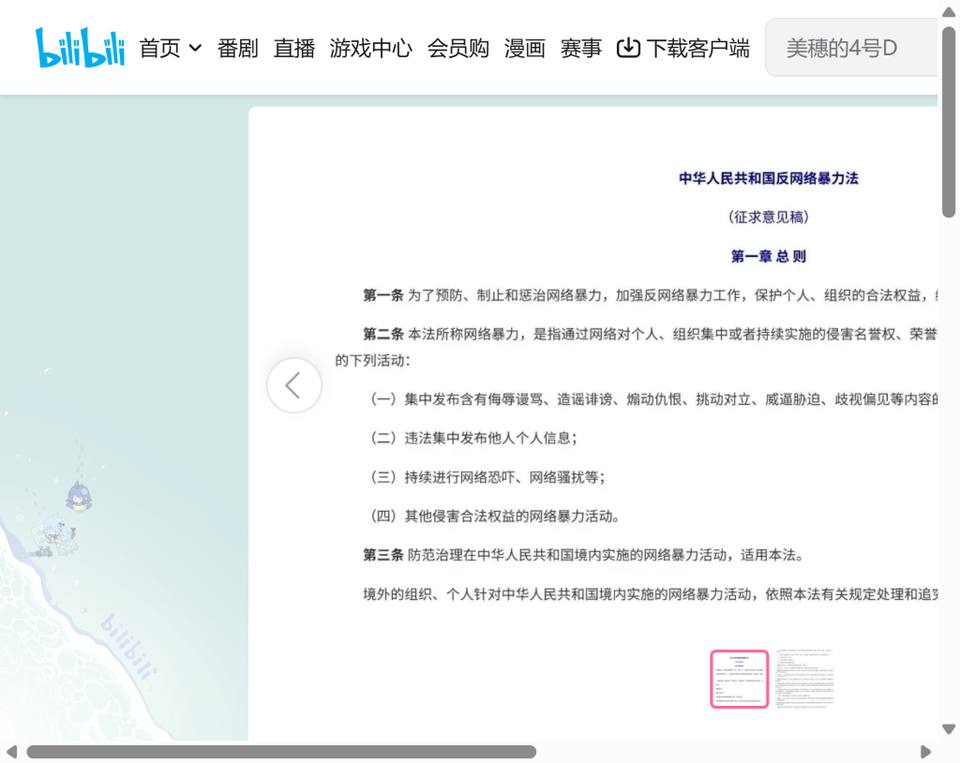 bilibili 首页 番剧 直播 游戏中心 会员购 漫画 赛事 下载客户端 美穗的4号D
中华人民共和国反网络暴力法
（征求意见稿）
第一章 总 则
第一条 为了预防、制止和惩治网络暴力，加强反网络暴力工作，保护个人、组织的合法权益，
第二条 本法所称网络暴力，是指通过网络对个人、组织集中或者持续实施的侵害名誉权、荣誉
的下列活动：
（一）集中发布含有侮辱谩骂、造谣诽谤、煽动仇恨、挑动对立、威逼胁迫、歧视偏见等内容的
（二）违法集中发布他人个人信息；
（三）持续进行网络恐吓、网络骚扰等；
（四）其他侵害合法权益的网络暴力活动。
第三条 防范治理在中华人民共和国境内实施的网络暴力活动，适用本法。
境外的组织、个人针对中华人民共和国境内实施的网络暴力活动，依照本法有关规定处理和追究
bilibili